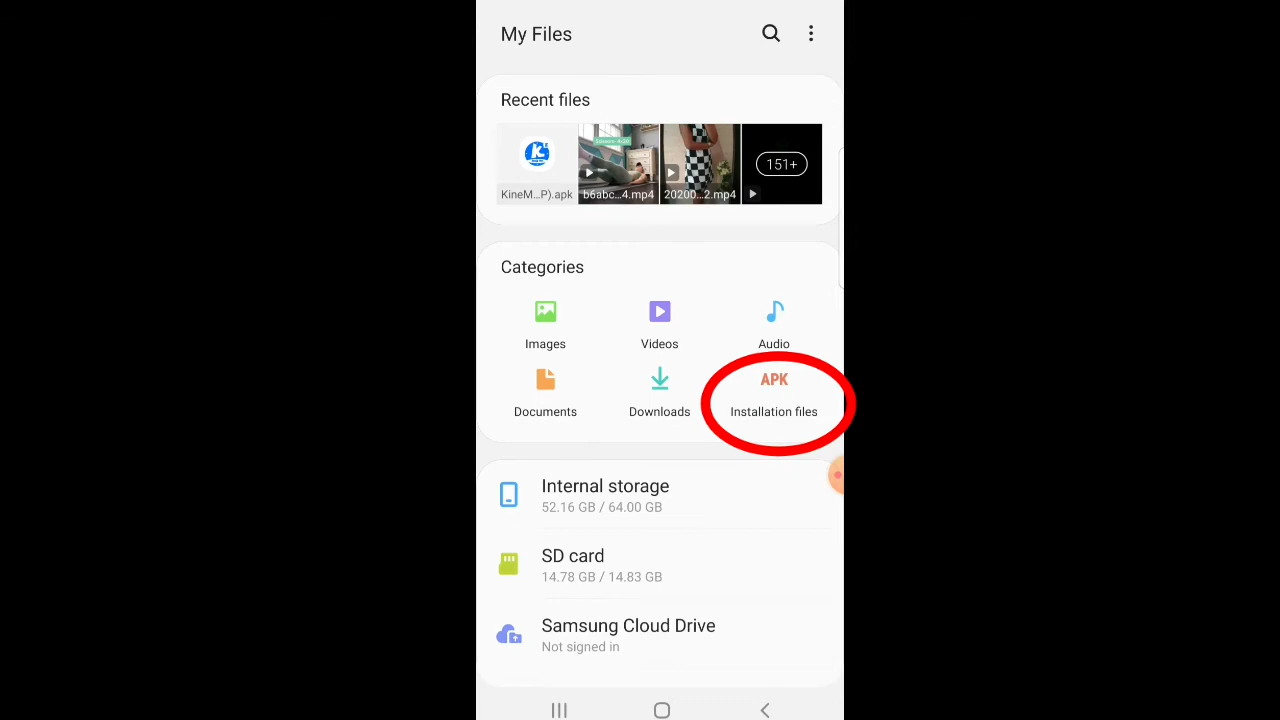 My Files
Recent files
151+
KineM...P).apk
b6abc...4.mp4
20200...2.mp4
Categories
Images
Videos
Audio
APK
Documents
Downloads
Installation files
Internal storage
52.16 GB / 64.00 GB
SD card
14.78 GB / 14.83 GB
Samsung Cloud Drive
Not signed in